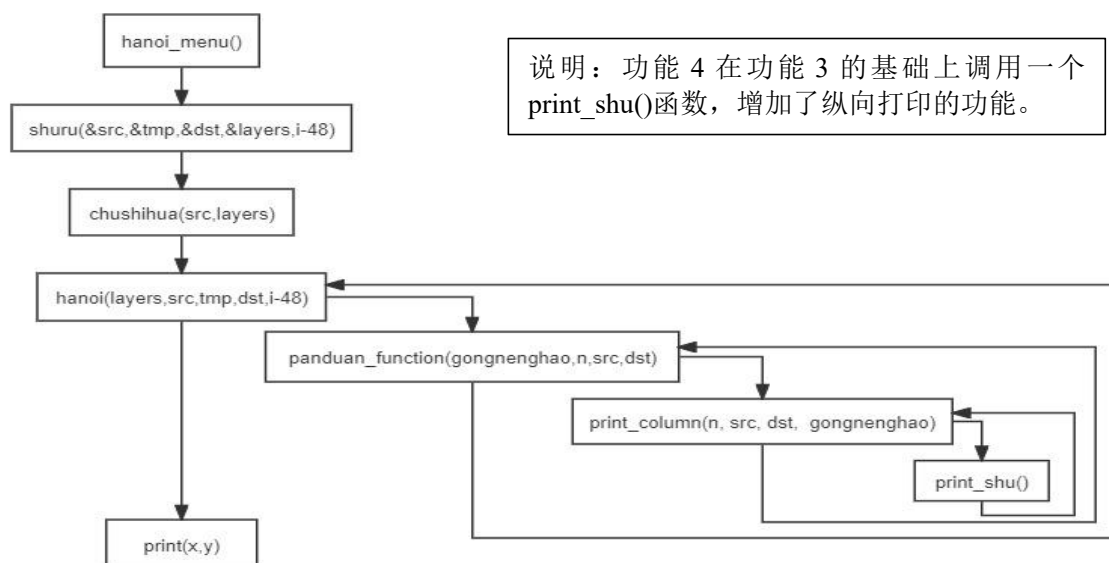 hanoi_menu()
说明：功能 4 在功能 3 的基础上调用一个
print_shu()函数，增加了纵向打印的功能。
shuru(&src,&tmp,&dst,&layers,i-48)
chushihua(src,layers)
hanoi(layers,src,tmp,dst,i-48)
panduan_function(gongnenghao,n,src,dst)
print_column(n, src, dst,  gongnenghao)
print_shu()
print(x,y)